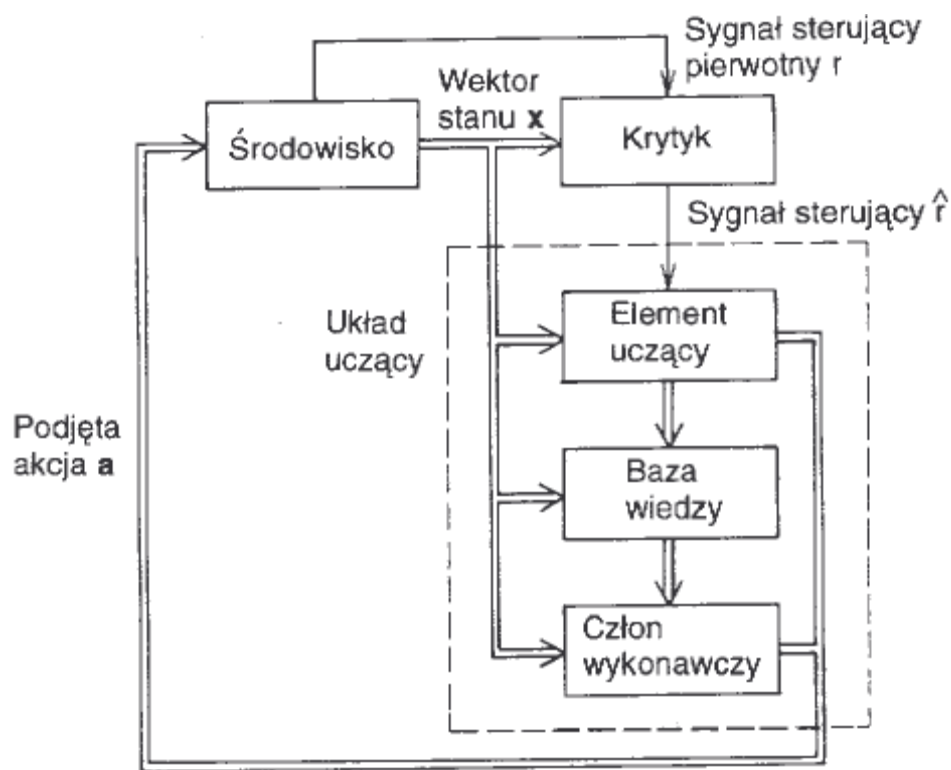 Sygnał sterujący
pierwotny r
Wektor
stanu x
Środowisko
Krytyk
Sygnał sterujący r̂
Układ
uczący
Element
uczący
Podjęta
akcja a
Baza
wiedzy
Człon
wykonawczy